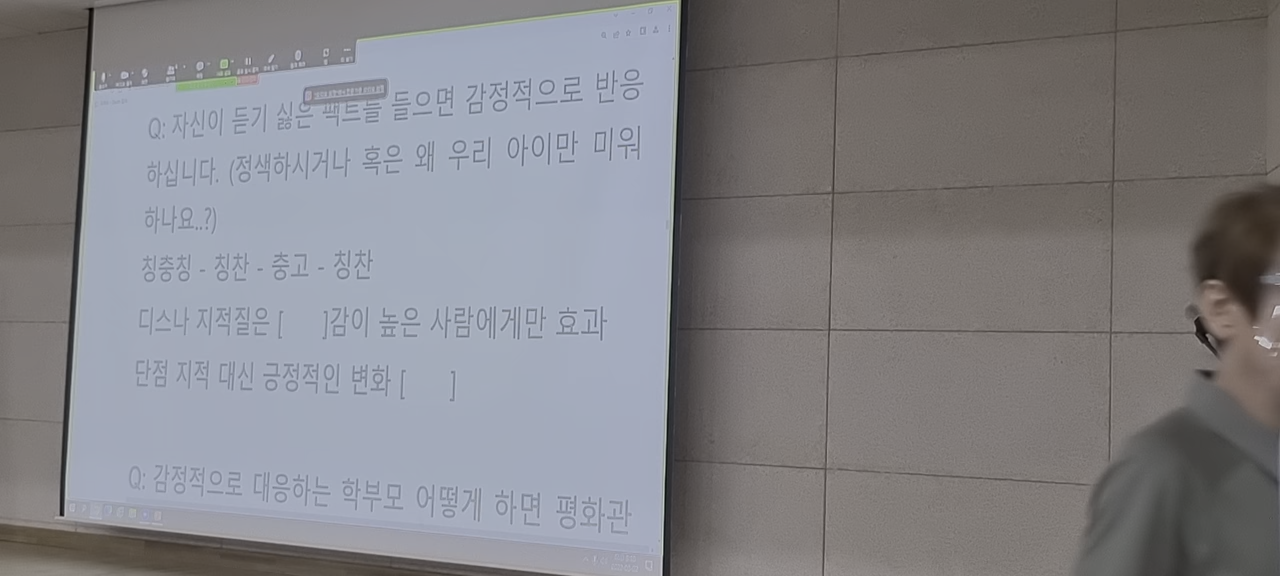 Q: 자신이 듣기 싫은 팩트를 들으면 감정적으로 반응
하십니다. (정색하시거나 혹은 왜 우리 아이만 미워
하나요..?)
칭층칭 - 칭찬 - 충고 - 칭찬
디스나 지적질은 [ ]감이 높은 사람에게만 효과
단점 지적 대신 긍정적인 변화 [ ]
Q: 감정적으로 대응하는 학부모 어떻게 하면 평화관